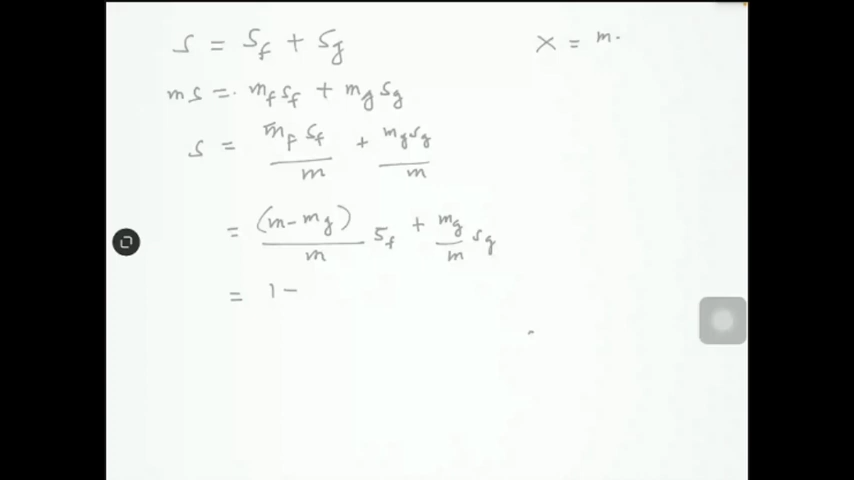 s = s_f + s_g
x = m.
ms = m_f s_f + m_g s_g
s = m_f s_f / m + m_g s_g / m
= (m - m_g) / m s_f + m_g / m s_g
= 1 -